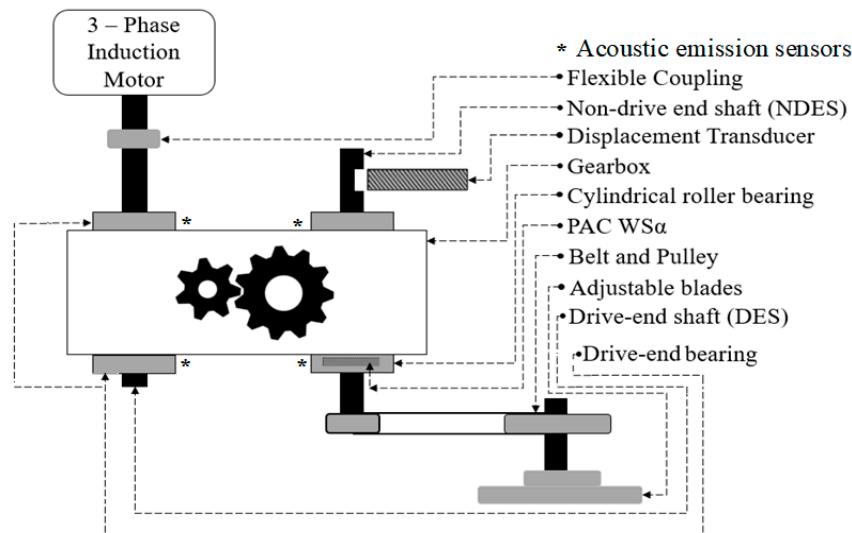 3 – Phase
Induction
Motor
* Acoustic emission sensors
Flexible Coupling
Non-drive end shaft (NDES)
Displacement Transducer
Gearbox
Cylindrical roller bearing
PAC WSα
Belt and Pulley
Adjustable blades
Drive-end shaft (DES)
Drive-end bearing
* *
* *